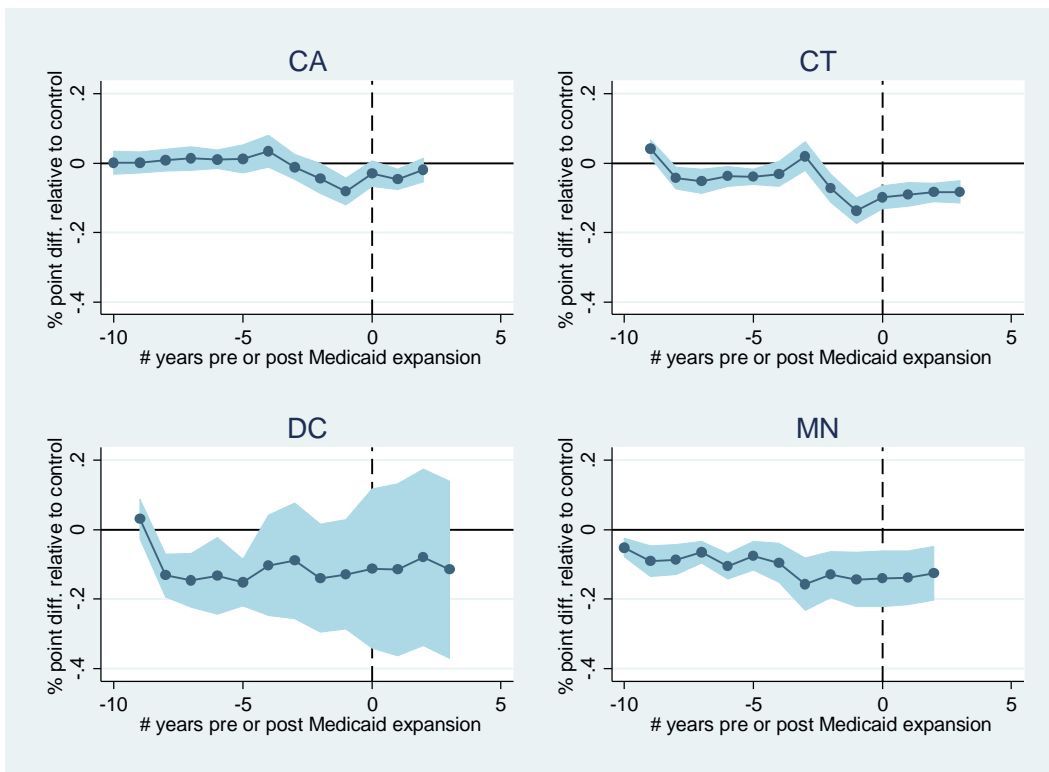 CA
% point diff. relative to control
.2
0
-.2
-.4
-10
-5
0
5
# years pre or post Medicaid expansion
CT
% point diff. relative to control
.2
0
-.2
-.4
-10
-5
0
5
# years pre or post Medicaid expansion
DC
% point diff. relative to control
.2
0
-.2
-.4
-10
-5
0
5
# years pre or post Medicaid expansion
MN
% point diff. relative to control
.2
0
-.2
-.4
-10
-5
0
5
# years pre or post Medicaid expansion